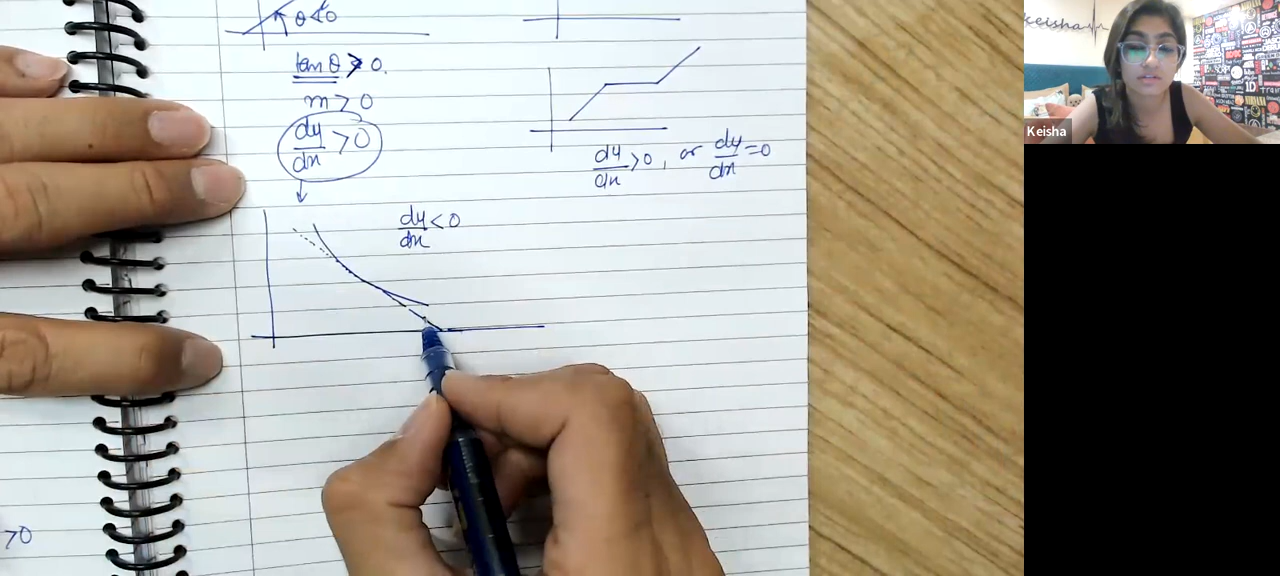 θ < 0
tan θ > 0.
m > 0
dy/dx > 0
dy/dx > 0, or dy/dx = 0
dy/dx < 0
>0
keisha
Keisha